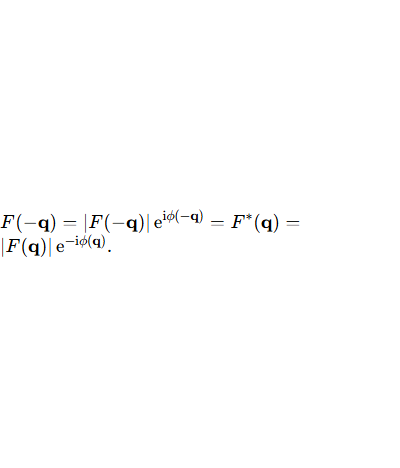 F(−𝐪) = |F(−𝐪)| e^{iϕ(−𝐪)} = F*(𝐪) =
|F(𝐪)| e^{−iϕ(𝐪)}.